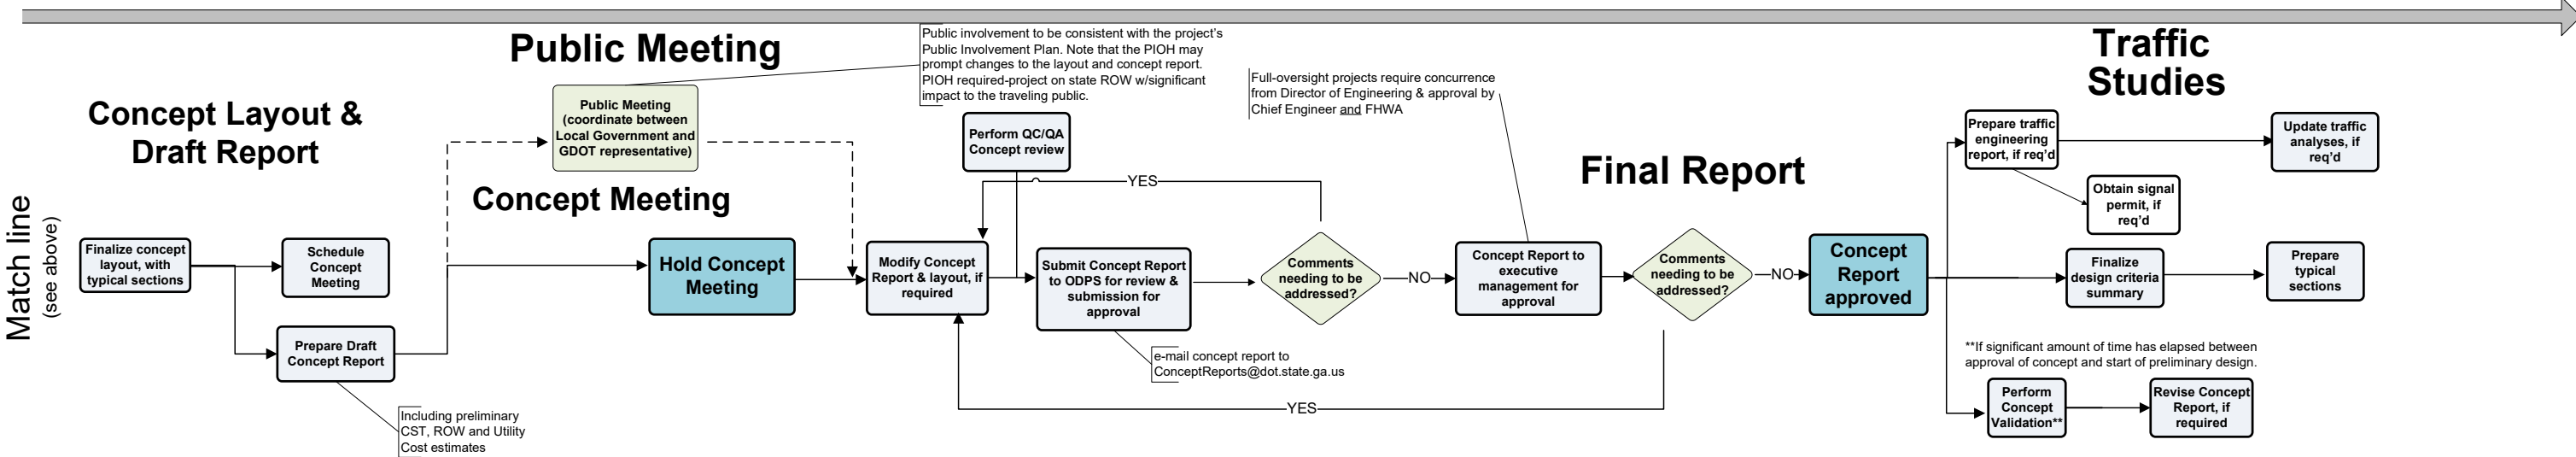 Match line
(see above)
Concept Layout &
Draft Report
Finalize concept
layout, with
typical sections
Schedule
Concept
Meeting
Prepare Draft
Concept Report
Including preliminary
CST, ROW and Utility
Cost estimates
Public Meeting
Public Meeting
(coordinate between
Local Government and
GDOT representative)
Public involvement to be consistent with the project's
Public Involvement Plan. Note that the PIOH may
prompt changes to the layout and concept report.
PIOH required-project on state ROW w/significant
impact to the traveling public.
Concept Meeting
Hold Concept
Meeting
Modify Concept
Report & layout, if
required
Perform QC/QA
Concept review
YES
Submit Concept Report
to ODPS for review &
submission for
approval
e-mail concept report to
ConceptReports@dot.state.ga.us
Comments
needing to be
addressed?
NO
Full-oversight projects require concurrence
from Director of Engineering & approval by
Chief Engineer and FHWA
Concept Report to
executive
management for
approval
Final Report
Comments
needing to be
addressed?
YES
NO
Concept
Report
approved
Traffic
Studies
Prepare traffic
engineering
report, if req'd
Update traffic
analyses, if
req'd
Obtain signal
permit, if
req'd
Finalize
design criteria
summary
Prepare
typical
sections
**If significant amount of time has elapsed between
approval of concept and start of preliminary design.
Perform
Concept
Validation**
Revise Concept
Report, if
required